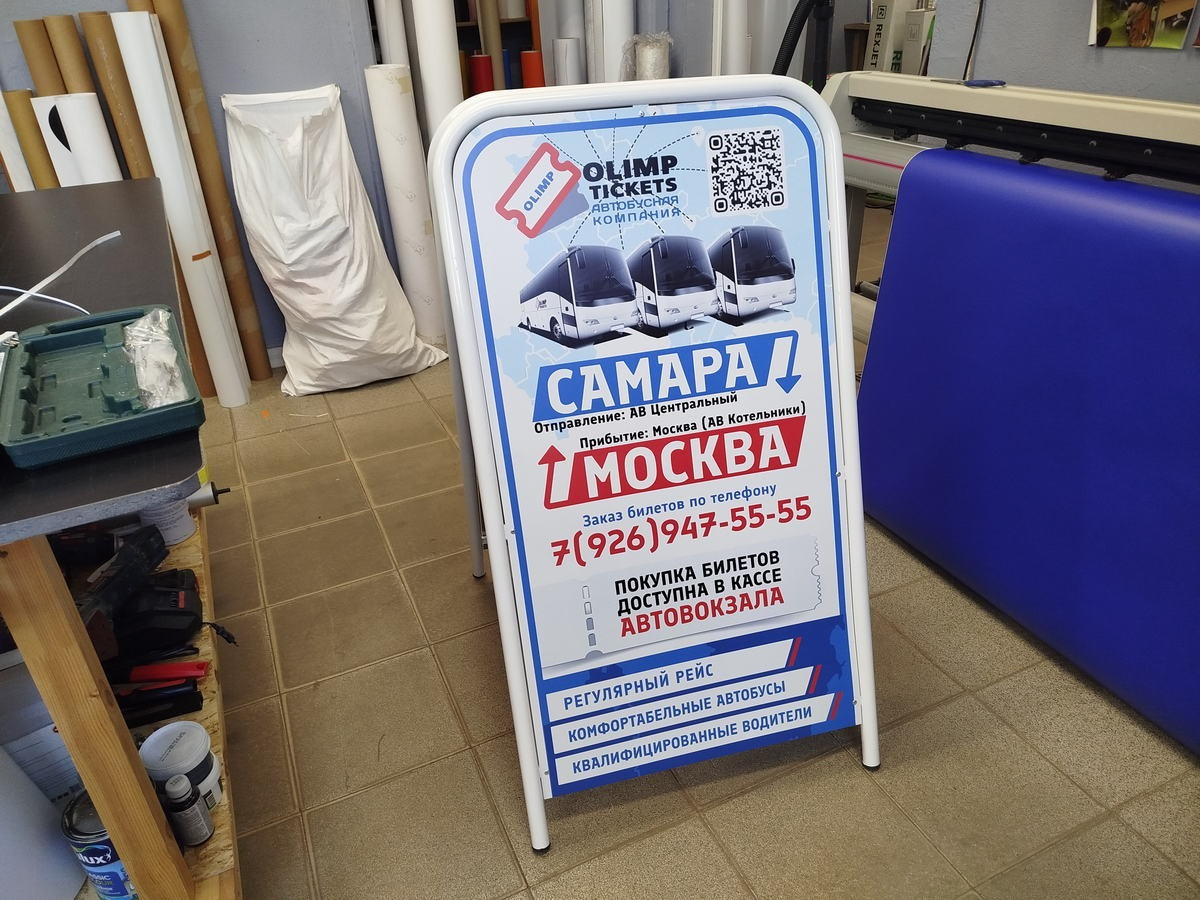 OLIMP
OLIMP
TICKETS
АВТОБУСНАЯ
КОМПАНИЯ
САМАРА
Отправление: АВ Центральный
Прибытие: Москва (АВ Котельники)
МОСКВА
Заказ билетов по телефону
7(926)947-55-55
ПОКУПКА БИЛЕТОВ
ДОСТУПНА В КАССЕ
АВТОВОКЗАЛА
РЕГУЛЯРНЫЙ РЕЙС
КОМФОРТАБЕЛЬНЫЕ АВТОБУСЫ
КВАЛИФИЦИРОВАННЫЕ ВОДИТЕЛИ
REXJET